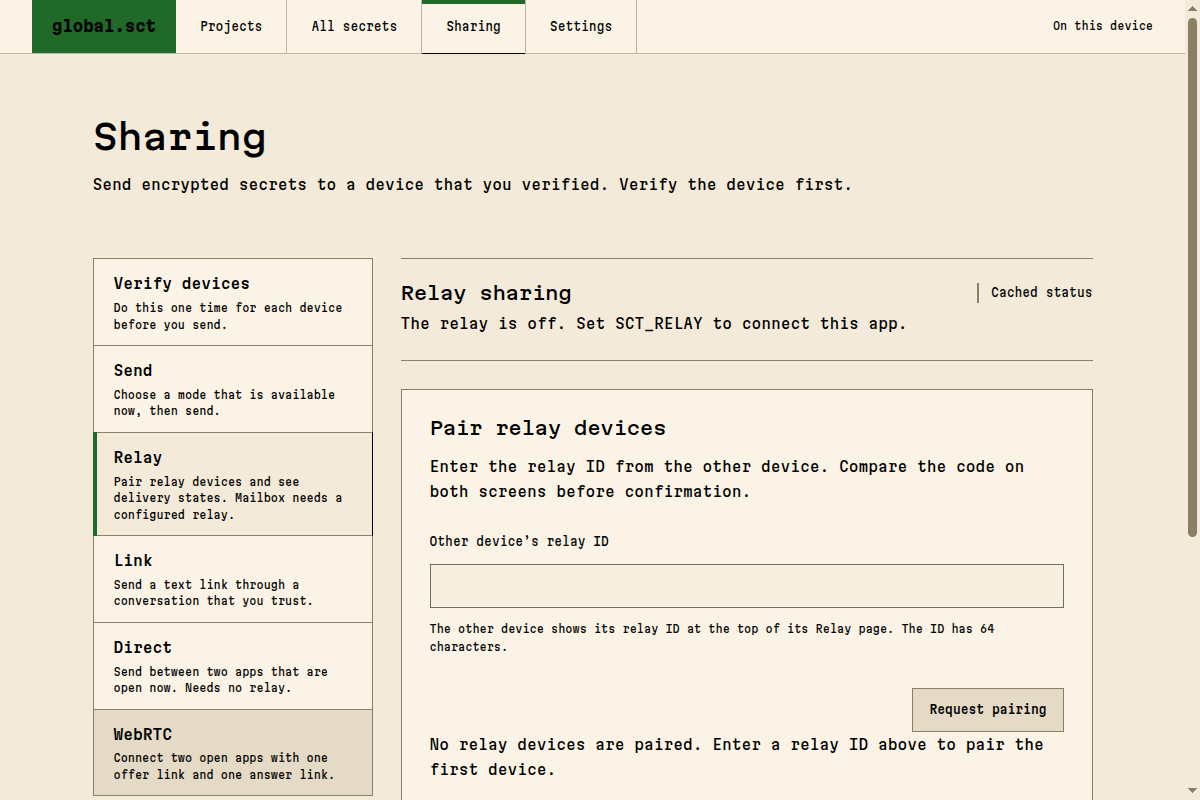 global.sct
Projects
All secrets
Sharing
Settings
On this device
Sharing
Send encrypted secrets to a device that you verified. Verify the device first.
Verify devices
Do this one time for each device
before you send.
Send
Choose a mode that is available
now, then send.
Relay
Pair relay devices and see
delivery states. Mailbox needs a
configured relay.
Link
Send a text link through a
conversation that you trust.
Direct
Send between two apps that are
open now. Needs no relay.
WebRTC
Connect two open apps with one
offer link and one answer link.
Relay sharing
Cached status
The relay is off. Set SCT_RELAY to connect this app.
Pair relay devices
Enter the relay ID from the other device. Compare the code on
both screens before confirmation.
Other device's relay ID
The other device shows its relay ID at the top of its Relay page. The ID has 64
characters.
Request pairing
No relay devices are paired. Enter a relay ID above to pair the
first device.